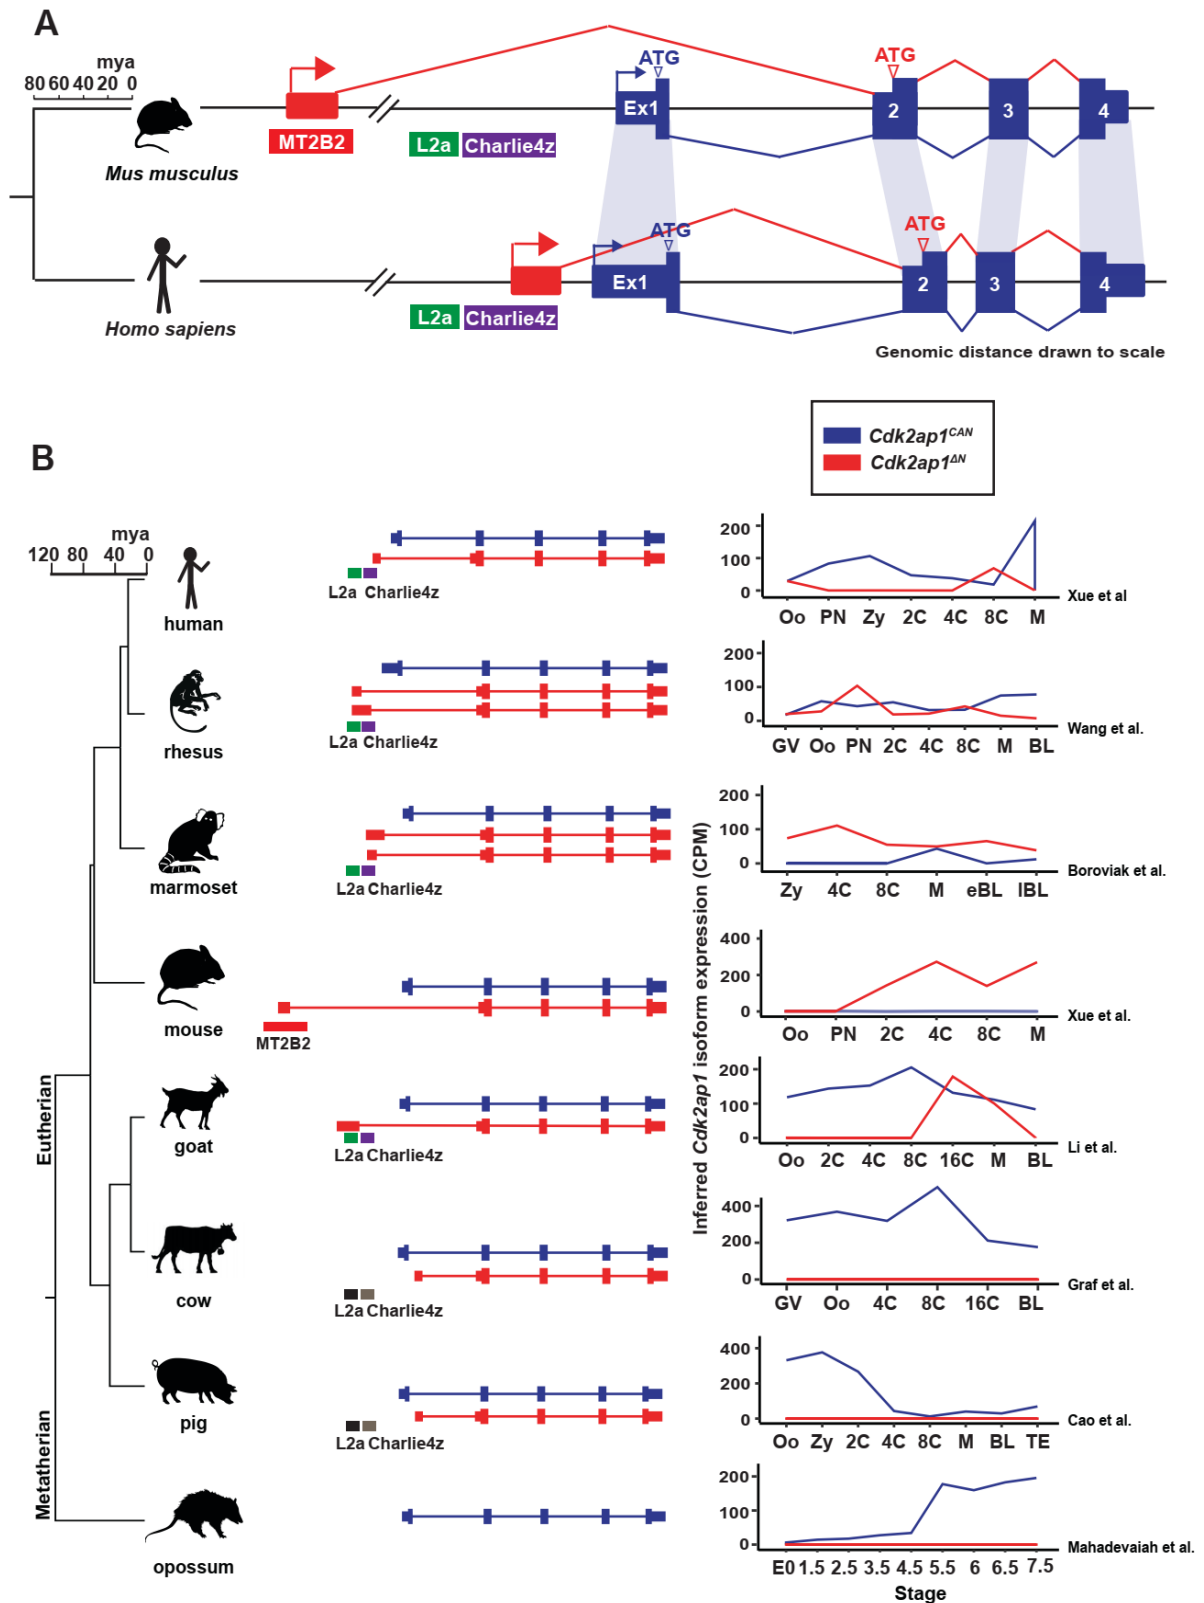 A
mya
80 60 40 20 0
Mus musculus
MT2B2
L2a Charlie4z
Ex1
ATG
ATG
2
3
4
Homo sapiens
L2a Charlie4z
Ex1
ATG
ATG
2
3
4
Genomic distance drawn to scale
Cdk2ap1CAN
Cdk2ap1ΔN
B
mya
120 80 40 0
Eutherian
Metatherian
Inferred Cdk2ap1 isoform expression (CPM)
human
L2a Charlie4z
200
100
0
Oo PN Zy 2C 4C 8C M
Xue et al
rhesus
L2a Charlie4z
200
100
0
GV Oo PN 2C 4C 8C M BL
Wang et al.
marmoset
L2a Charlie4z
200
100
0
Zy 4C 8C M eBL lBL
Boroviak et al.
mouse
MT2B2
400
200
0
Oo PN 2C 4C 8C M
Xue et al.
goat
L2a Charlie4z
200
100
0
Oo 2C 4C 8C 16C M BL
Li et al.
cow
L2a Charlie4z
400
200
0
GV Oo 4C 8C 16C BL
Graf et al.
pig
L2a Charlie4z
400
200
0
Oo Zy 2C 4C 8C M BL TE
Cao et al.
opossum
200
100
0
E0 1.5 2.5 3.5 4.5 5.5 6 6.5 7.5
Mahadevaiah et al.
Stage